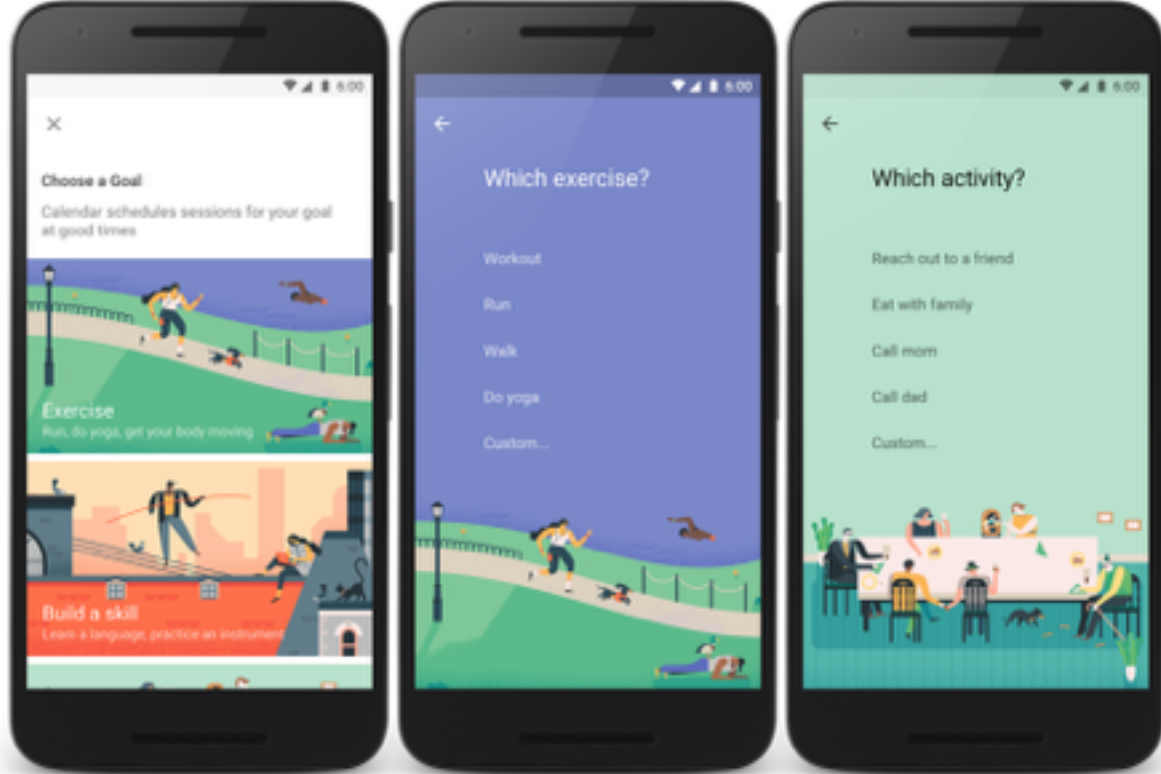 6:00
Choose a Goal
Calendar schedules sessions for your goal
at good times
Exercise
Run, do yoga, get your body moving
Build a skill
Learn a language, practice an instrument
6:00
Which exercise?
Workout
Run
Walk
Do yoga
Custom...
6:00
Which activity?
Reach out to a friend
Eat with family
Call mom
Call dad
Custom...